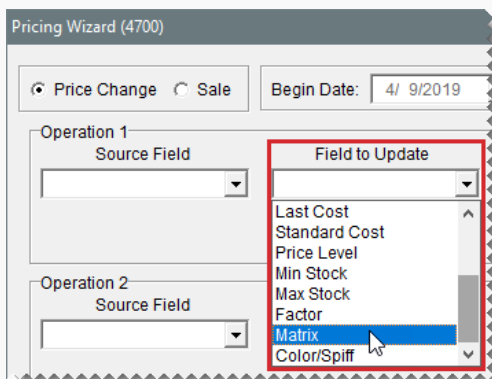 Pricing Wizard (4700)
Price Change Sale Begin Date: 4/ 9/2019
Operation 1
Source Field Field to Update
Last Cost
Standard Cost
Price Level
Min Stock
Max Stock
Factor
Matrix
Color/Spiff
Operation 2
Source Field